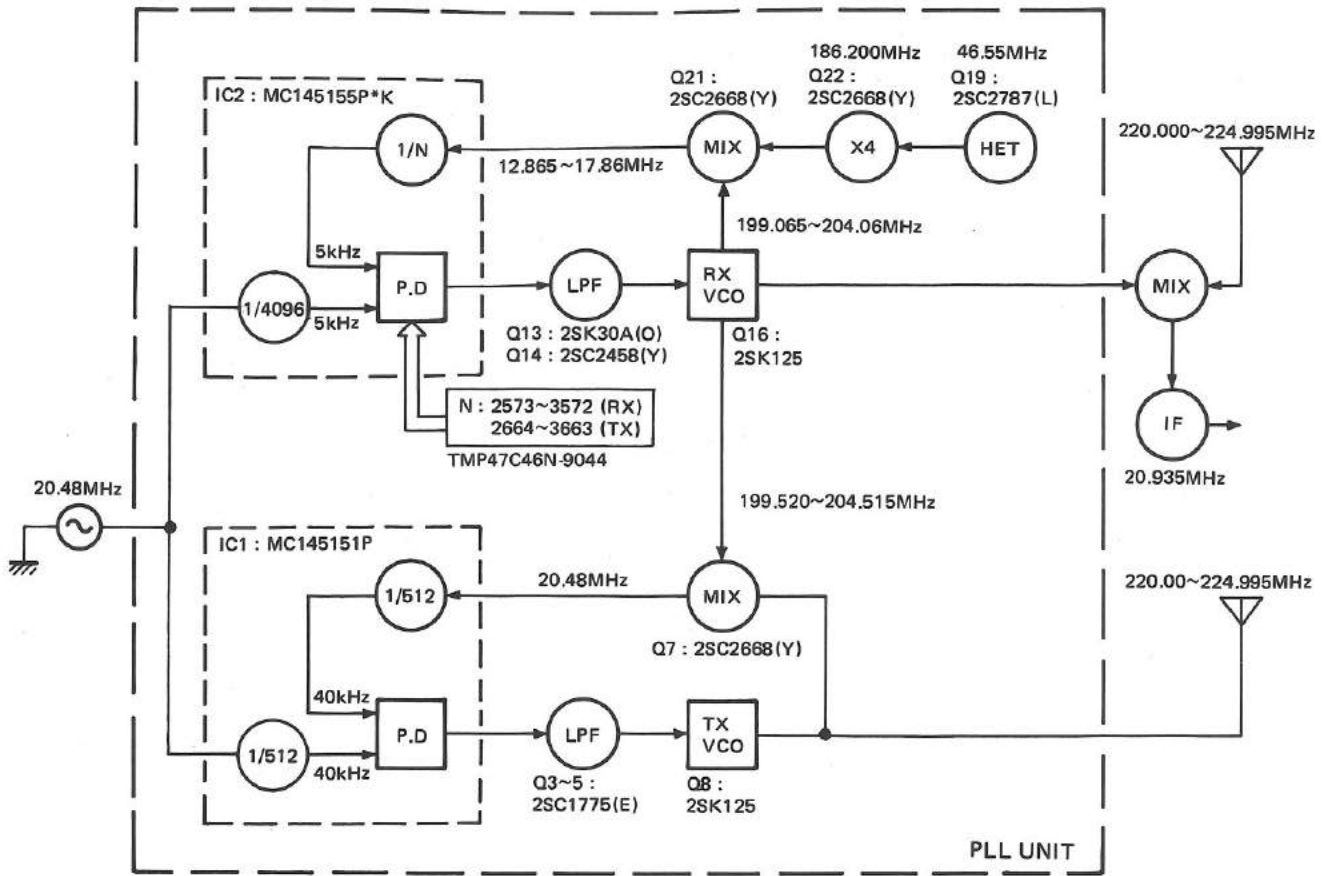 186.200MHz
46.55MHz
Q21 :
2SC2668(Y)
Q22 :
2SC2668(Y)
Q19 :
2SC2787(L)
IC2 : MC145155P*K
220.000~224.995MHz
1/N
MIX
X4
HET
12.865~17.86MHz
199.065~204.06MHz
5kHz
P.D
LPF
RX
VCO
MIX
1/4096
5kHz
Q13 : 2SK30A(O)
Q14 : 2SC2458(Y)
Q16 :
2SK125
N : 2573~3572 (RX)
2664~3663 (TX)
TMP47C46N-9044
IF
20.935MHz
20.48MHz
199.520~204.515MHz
IC1 : MC145151P
1/512
20.48MHz
MIX
220.00~224.995MHz
Q7 : 2SC2668(Y)
40kHz
P.D
LPF
TX
VCO
1/512
40kHz
Q3~5 :
2SC1775(E)
Q8 :
2SK125
PLL UNIT